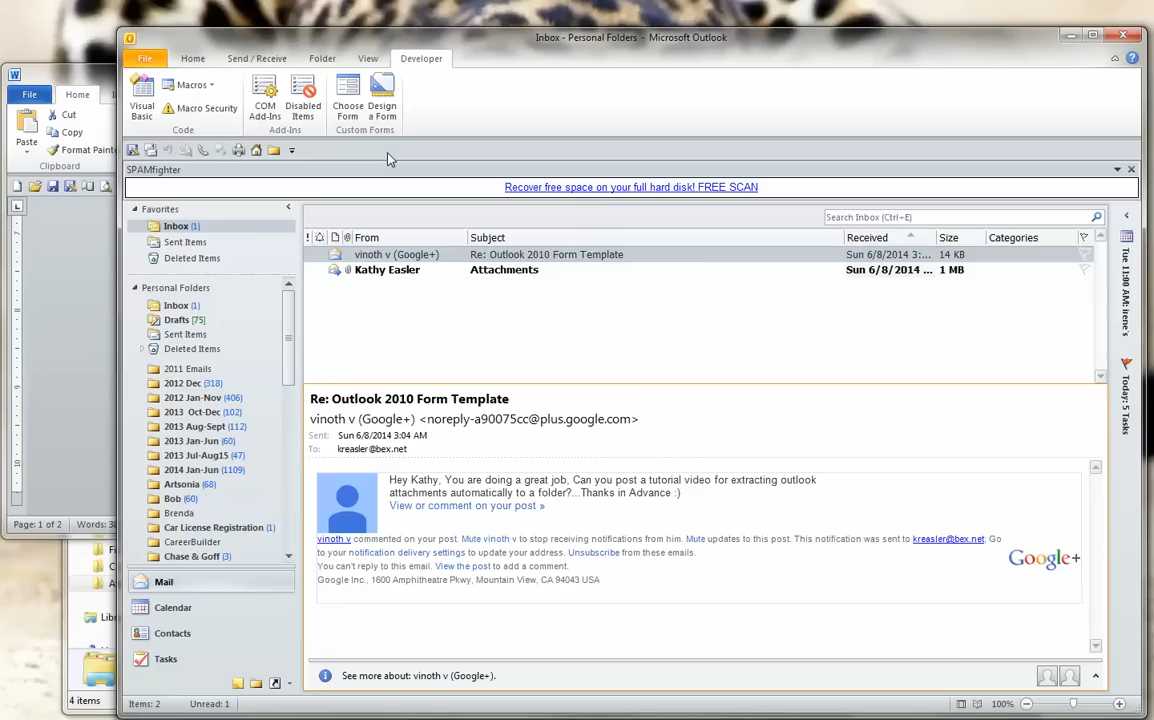 Inbox - Personal Folders - Microsoft Outlook
File Home Send / Receive Folder View Developer
Visual Basic
Macros
Macro Security
Code
COM Add-Ins
Disabled Items
Add-Ins
Choose Form
Design a Form
Custom Forms
File Home
Cut
Copy
Format Painte
Paste
Clipboard
SPAMfighter
Recover free space on your full hard disk! FREE SCAN
Favorites
Inbox (1)
Sent Items
Deleted Items
Personal Folders
Inbox (1)
Drafts [75]
Sent Items
Deleted Items
2011 Emails
2012 Dec (318)
2012 Jan-Nov (406)
2013 Oct-Dec (102)
2013 Aug-Sept (112)
2013 Jan-Jun (60)
2013 Jul-Aug15 (47)
2014 Jan-Jun (1109)
Artsonia (68)
Bob (60)
Brenda
Car License Registration (1)
CareerBuilder
Chase & Goff (3)
Mail
Calendar
Contacts
Tasks
Search Inbox (Ctrl+E)
From Subject Received Size Categories
vinoth v (Google+) Re: Outlook 2010 Form Template Sun 6/8/2014 3:... 14 KB
Kathy Easler Attachments Sun 6/8/2014 ... 1 MB
Re: Outlook 2010 Form Template
vinoth v (Google+) <noreply-a90075cc@plus.google.com>
Sent: Sun 6/8/2014 3:04 AM
To: kreasler@bex.net
Hey Kathy, You are doing a great job, Can you post a tutorial video for extracting outlook
attachments automatically to a folder?...Thanks in Advance :)
View or comment on your post »
vinoth v commented on your post. Mute vinoth v to stop receiving notifications from him. Mute updates to this post. This notification was sent to kreasler@bex.net; Go
to your notification delivery settings to update your address. Unsubscribe from these emails.
You can't reply to this email. View the post to add a comment.
Google Inc., 1600 Amphitheatre Pkwy, Mountain View, CA 94043 USA
Google+
See more about: vinoth v (Google+).
Tue 11:00 AM: irene's
Today: 5 Tasks
Page: 1 of 2 Words: 38
4 items
Items: 2 Unread: 1
100%